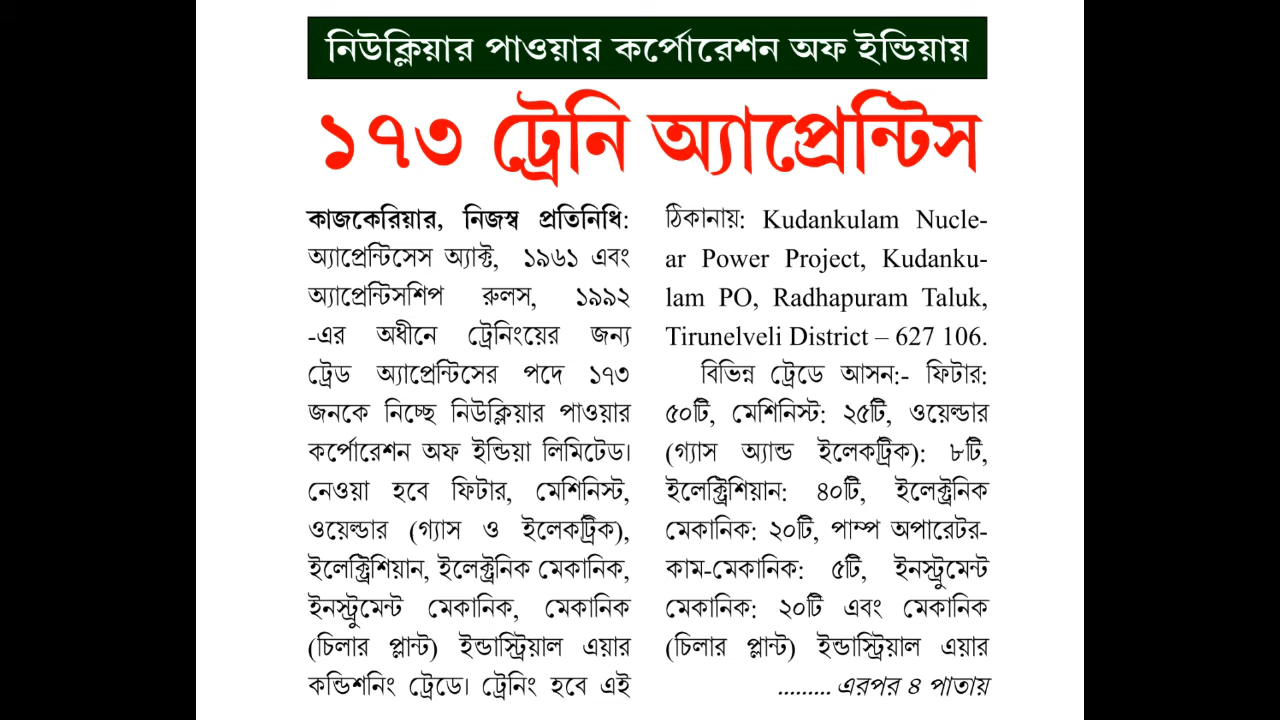 নিউক্লিয়ার পাওয়ার কর্পোরেশন অফ ইন্ডিয়ায়
১৭৩ ট্রেনি অ্যাপ্রেন্টিস
কাজকেরিয়ার, নিজস্ব প্রতিনিধি:
অ্যাপ্রেন্টিসেস অ্যাক্ট, ১৯৬১ এবং
অ্যাপ্রেন্টিসশিপ রুলস, ১৯৯২
-এর অধীনে ট্রেনিংয়ের জন্য
ট্রেড অ্যাপ্রেন্টিসের পদে ১৭৩
জনকে নিচ্ছে নিউক্লিয়ার পাওয়ার
কর্পোরেশন অফ ইন্ডিয়া লিমিটেড।
নেওয়া হবে ফিটার, মেশিনিস্ট,
ওয়েল্ডার (গ্যাস ও ইলেকট্রিক),
ইলেক্ট্রিশিয়ান, ইলেক্ট্রনিক মেকানিক,
ইনস্ট্রুমেন্ট মেকানিক, মেকানিক
(চিলার প্লান্ট) ইন্ডাস্ট্রিয়াল এয়ার
কন্ডিশনিং ট্রেডে। ট্রেনিং হবে এই
ঠিকানায়: Kudankulam Nucle-
ar Power Project, Kudanku-
lam PO, Radhapuram Taluk,
Tirunelveli District – 627 106.
বিভিন্ন ট্রেডে আসন:- ফিটার:
৫০টি, মেশিনিস্ট: ২৫টি, ওয়েল্ডার
(গ্যাস অ্যান্ড ইলেকট্রিক): ৮টি,
ইলেক্ট্রিশিয়ান: ৪০টি, ইলেক্ট্রনিক
মেকানিক: ২০টি, পাম্প অপারেটর-
কাম-মেকানিক: ৫টি, ইনস্ট্রুমেন্ট
মেকানিক: ২০টি এবং মেকানিক
(চিলার প্লান্ট) ইন্ডাস্ট্রিয়াল এয়ার
......... এরপর ৪ পাতায়